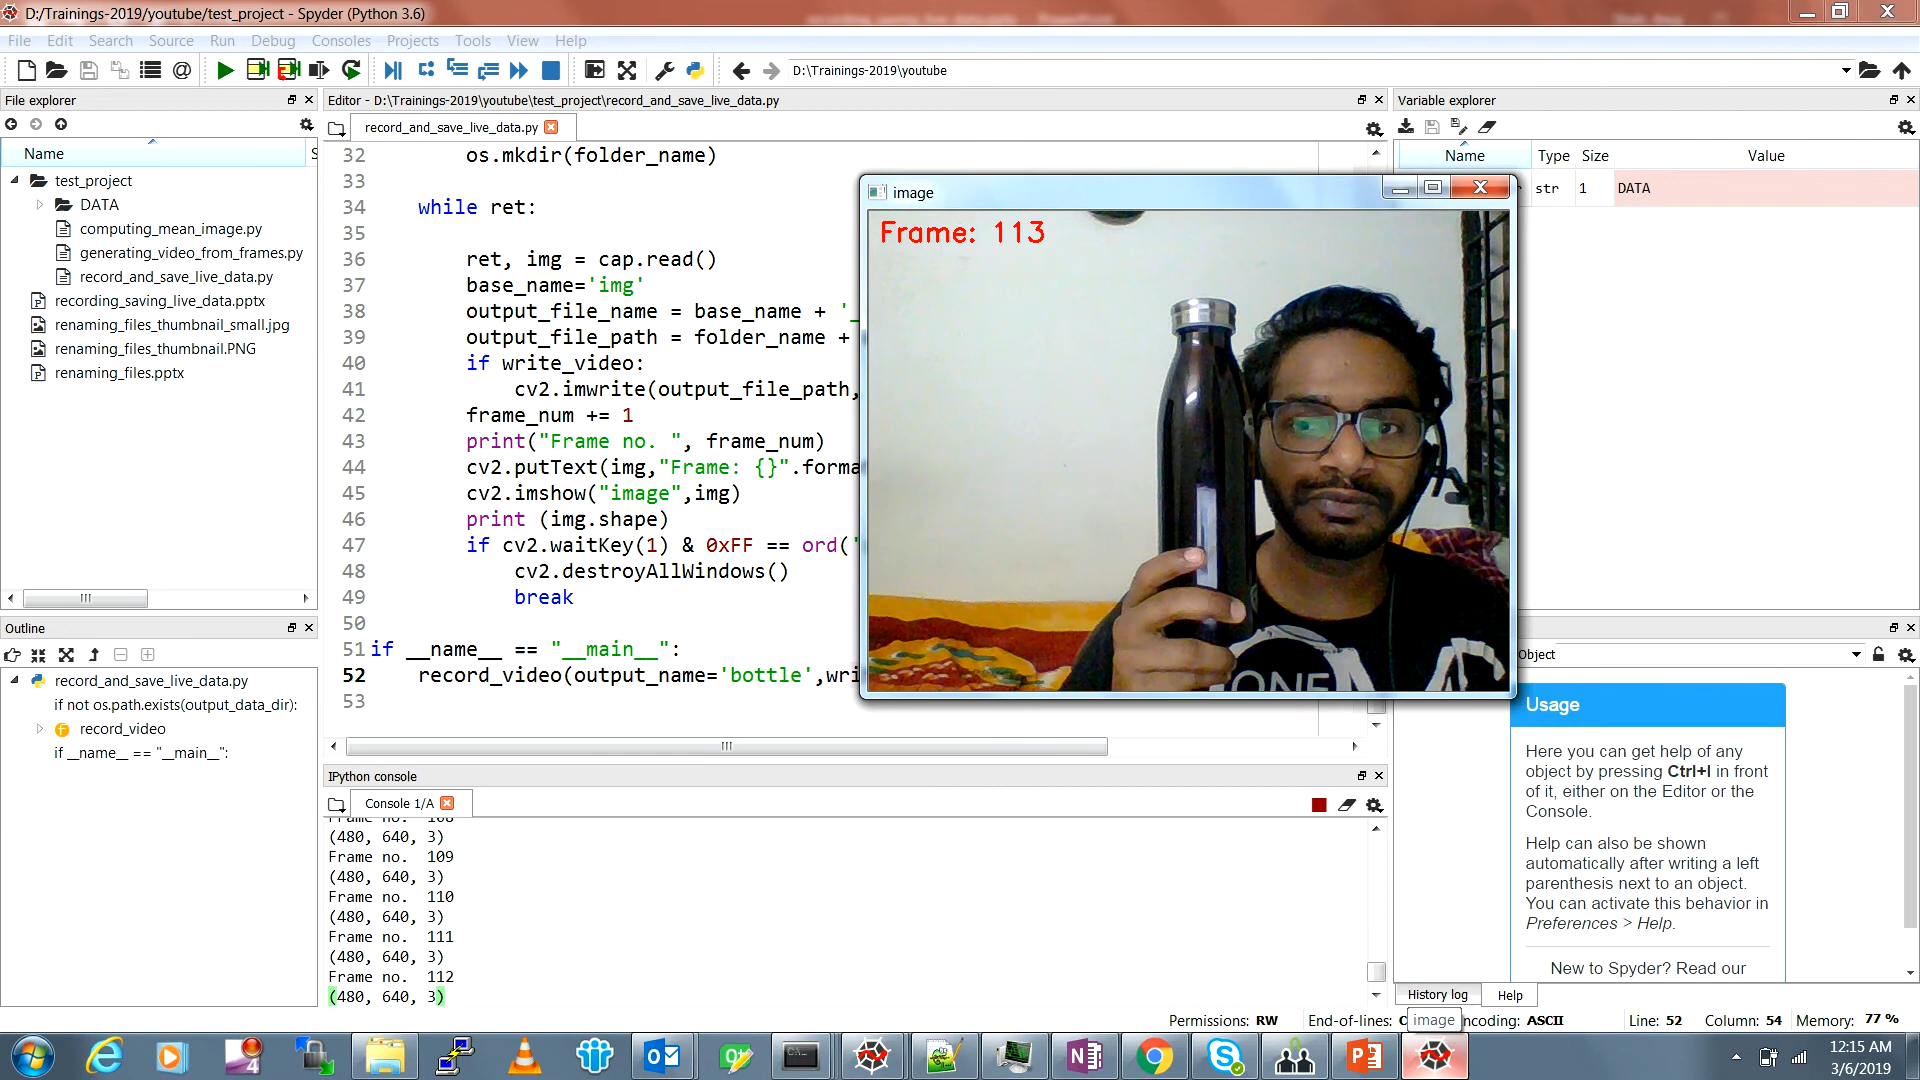 D:/Trainings-2019/youtube/test_project - Spyder (Python 3.6)
File Edit Search Source Run Debug Consoles Projects Tools View Help
D:\Trainings-2019\youtube
File explorer
Name
S
test_project
DATA
computing_mean_image.py
generating_video_from_frames.py
record_and_save_live_data.py
recording_saving_live_data.pptx
renaming_files_thumbnail_small.jpg
renaming_files_thumbnail.PNG
renaming_files.pptx
Outline
record_and_save_live_data.py
if not os.path.exists(output_data_dir):
record_video
if __name__ == "__main__":
Editor - D:\Trainings-2019\youtube\test_project\record_and_save_live_data.py
record_and_save_live_data.py
32 os.mkdir(folder_name)
33
34 while ret:
35
36 ret, img = cap.read()
37 base_name='img'
38 output_file_name = base_name + '_
39 output_file_path = folder_name +
40 if write_video:
41 cv2.imwrite(output_file_path,
42 frame_num += 1
43 print("Frame no. ", frame_num)
44 cv2.putText(img,"Frame: {}".forma
45 cv2.imshow("image",img)
46 print (img.shape)
47 if cv2.waitKey(1) & 0xFF == ord('
48 cv2.destroyAllWindows()
49 break
50
51 if __name__ == "__main__":
52 record_video(output_name='bottle',wri
53
image
Frame: 113
ONE
IPython console
Console 1/A
Frame no. 108
(480, 640, 3)
Frame no. 109
(480, 640, 3)
Frame no. 110
(480, 640, 3)
Frame no. 111
(480, 640, 3)
Frame no. 112
(480, 640, 3)
Variable explorer
Name Type Size Value
str 1 DATA
Object
Usage
Here you can get help of any
object by pressing Ctrl+I in front
of it, either on the Editor or the
Console.
Help can also be shown
automatically after writing a left
parenthesis next to an object.
You can activate this behavior in
Preferences > Help.
New to Spyder? Read our
History log Help
Permissions: RW End-of-lines: C image ncoding: ASCII Line: 52 Column: 54 Memory: 77 %
12:15 AM
3/6/2019